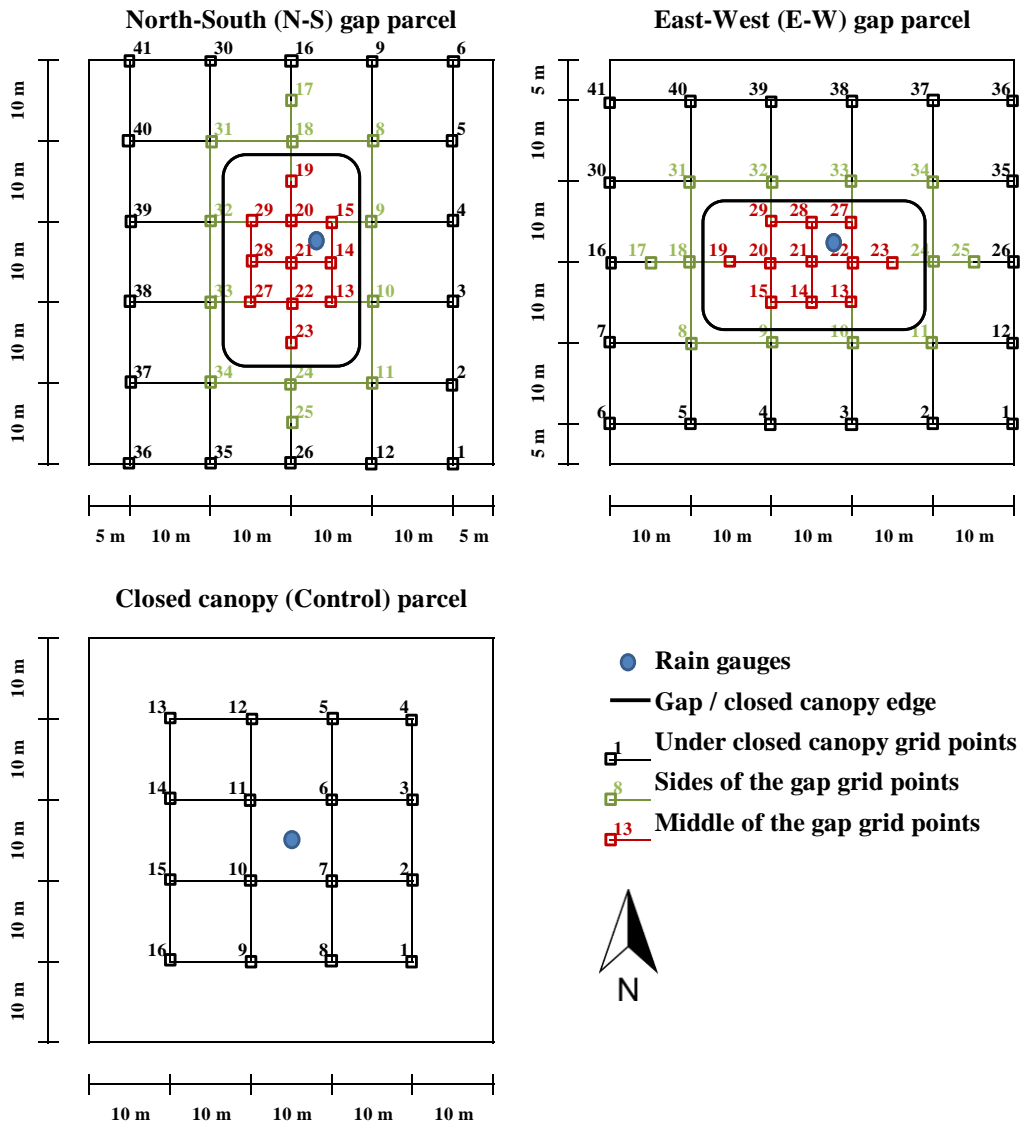 North-South (N-S) gap parcel
41 30 16 9 6
17
40 31 18 8 5
19
39 32 29 20 15 9 4
28 21 14
38 33 27 22 13 10 3
23
37 34 24 11 2
25
36 35 26 12 1
10 m
10 m
10 m
10 m
10 m
5 m 10 m 10 m 10 m 10 m 5 m
East-West (E-W) gap parcel
41 40 39 38 37 36
30 31 32 33 34 35
29 28 27
16 17 18 19 20 21 22 23 24 25 26
15 14 13
7 8 9 10 11 12
6 5 4 3 2 1
5 m
10 m
10 m
10 m
10 m
5 m
10 m 10 m 10 m 10 m 10 m
Closed canopy (Control) parcel
13 12 5 4
14 11 6 3
15 10 7 2
16 9 8 1
10 m
10 m
10 m
10 m
10 m
10 m 10 m 10 m 10 m 10 m
Rain gauges
Gap / closed canopy edge
1 Under closed canopy grid points
8 Sides of the gap grid points
13 Middle of the gap grid points
N